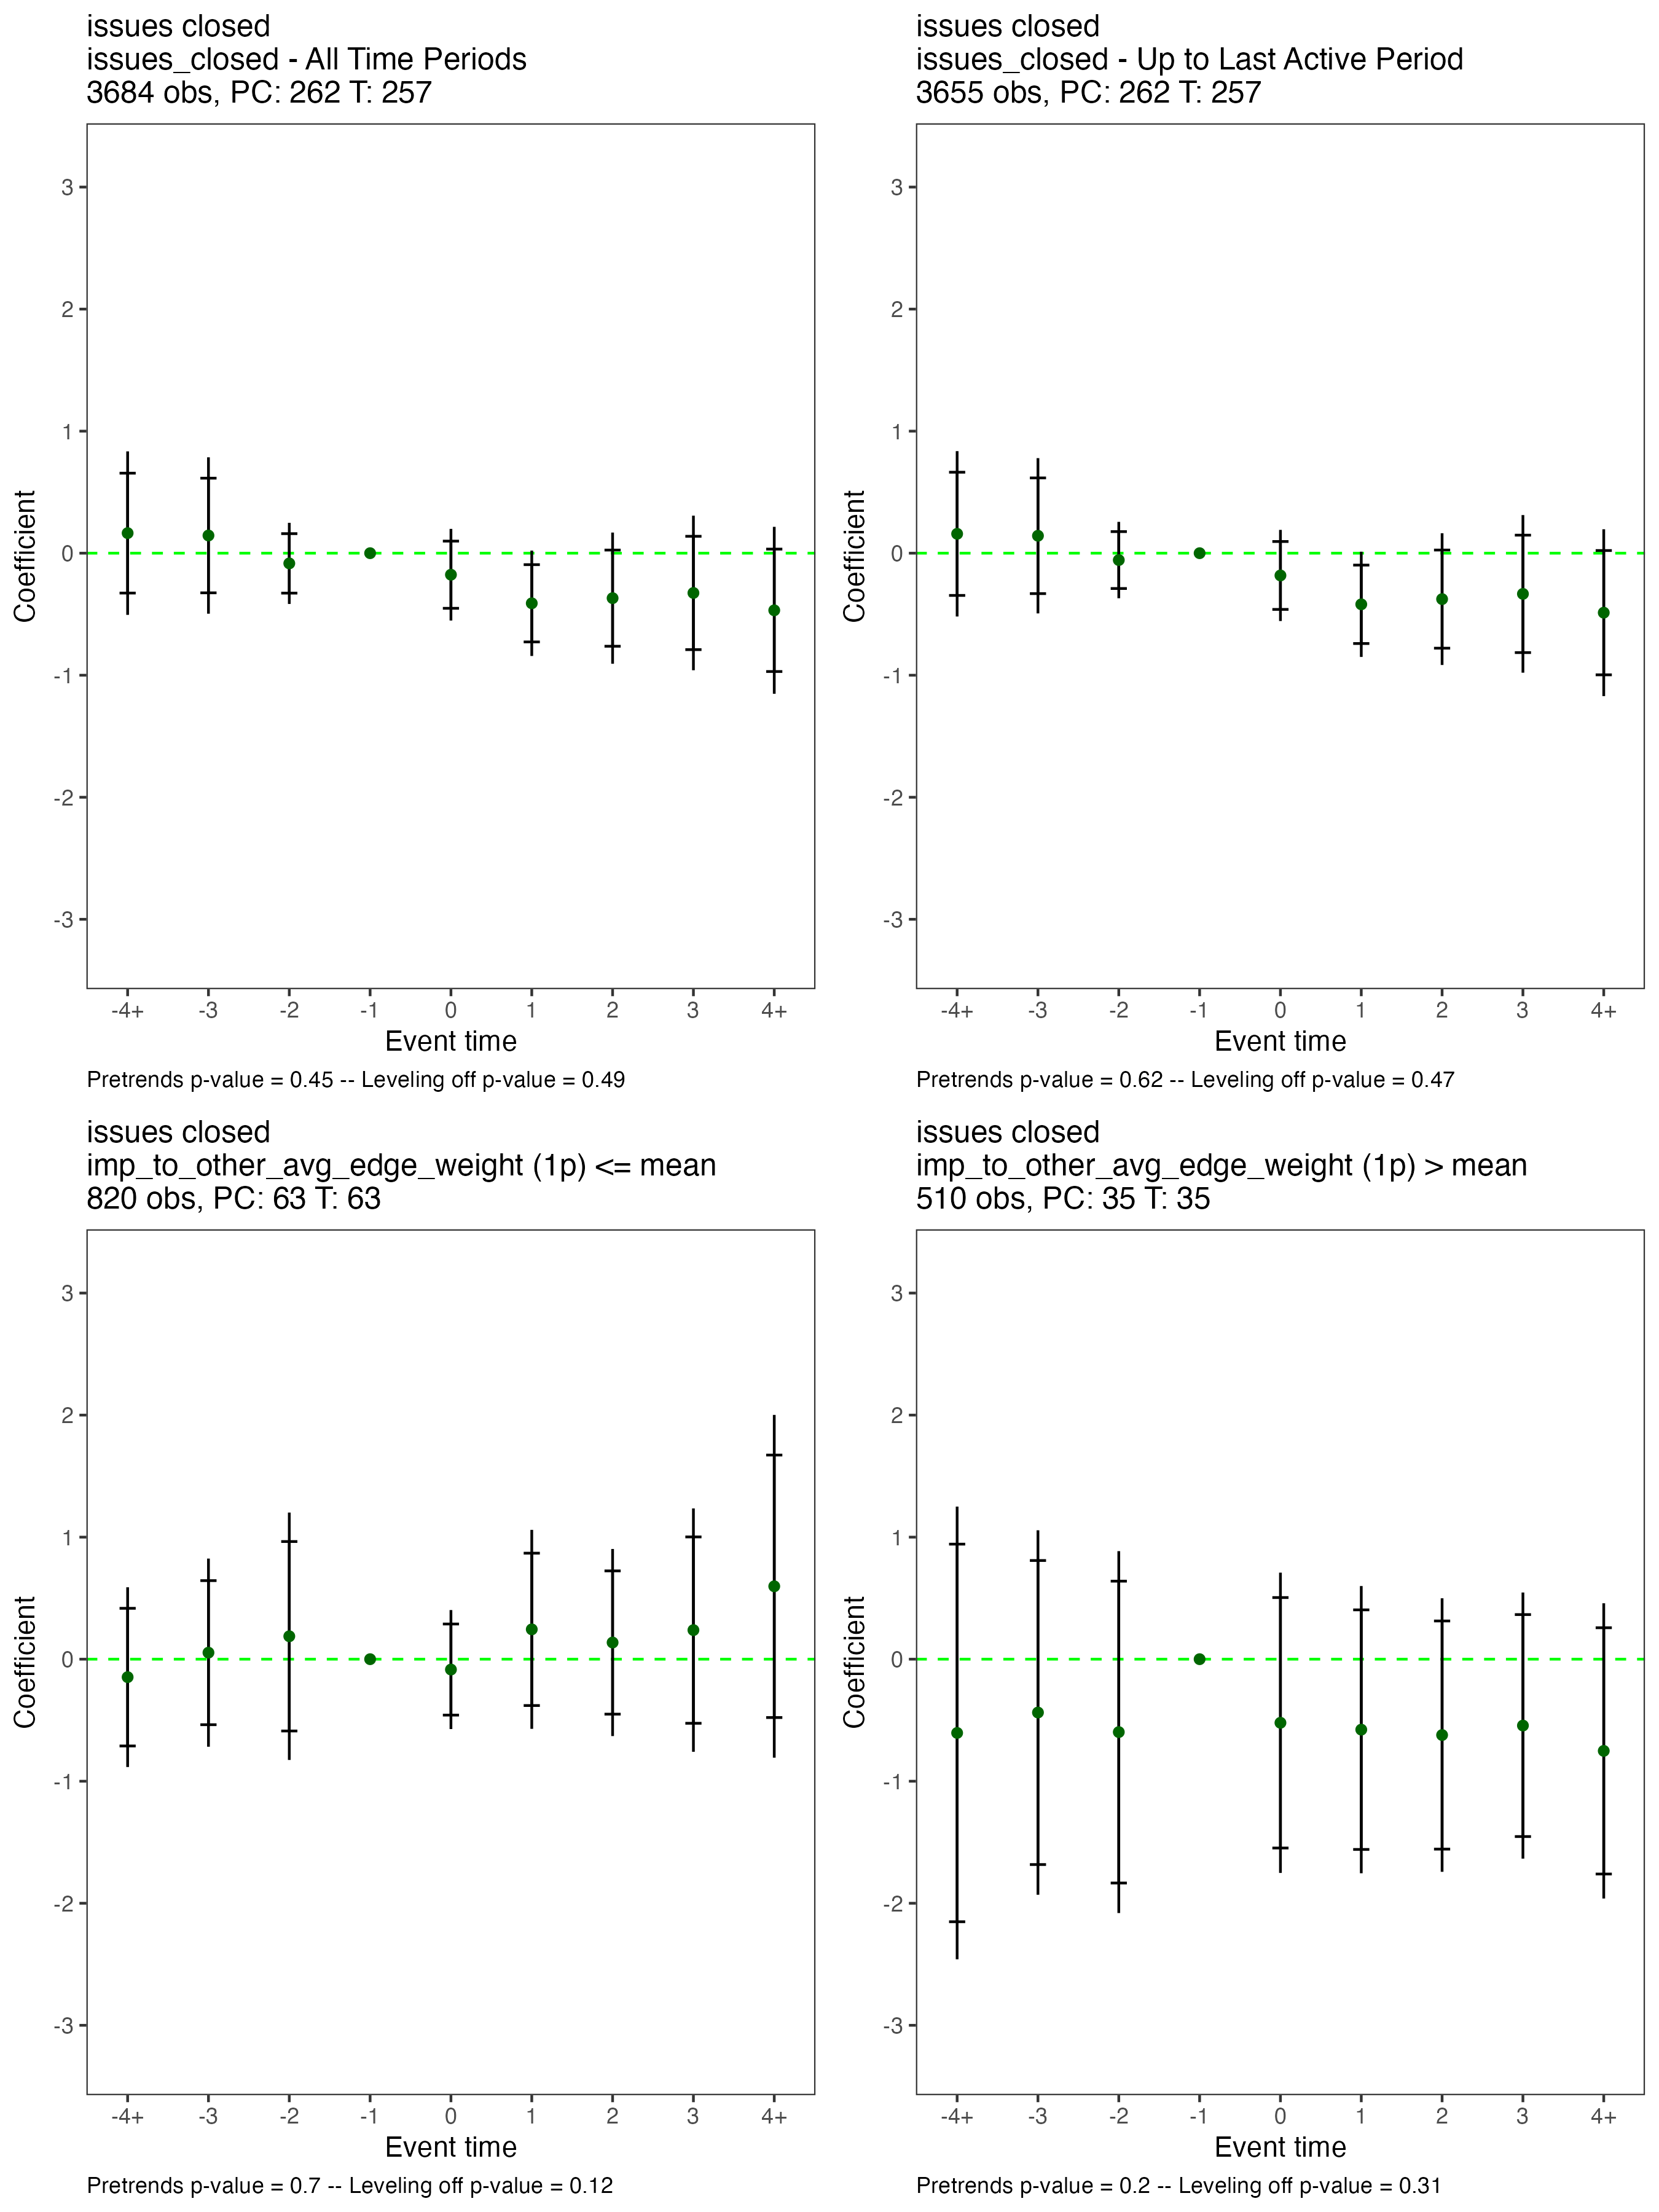 issues closed
issues_closed - All Time Periods
3684 obs, PC: 262 T: 257
Coefficient
3
2
1
0
-1
-2
-3
-4+ -3 -2 -1 0 1 2 3 4+
Event time
Pretrends p-value = 0.45 -- Leveling off p-value = 0.49
issues closed
issues_closed - Up to Last Active Period
3655 obs, PC: 262 T: 257
Coefficient
3
2
1
0
-1
-2
-3
-4+ -3 -2 -1 0 1 2 3 4+
Event time
Pretrends p-value = 0.62 -- Leveling off p-value = 0.47
issues closed
imp_to_other_avg_edge_weight (1p) <= mean
820 obs, PC: 63 T: 63
Coefficient
3
2
1
0
-1
-2
-3
-4+ -3 -2 -1 0 1 2 3 4+
Event time
Pretrends p-value = 0.7 -- Leveling off p-value = 0.12
issues closed
imp_to_other_avg_edge_weight (1p) > mean
510 obs, PC: 35 T: 35
Coefficient
3
2
1
0
-1
-2
-3
-4+ -3 -2 -1 0 1 2 3 4+
Event time
Pretrends p-value = 0.2 -- Leveling off p-value = 0.31